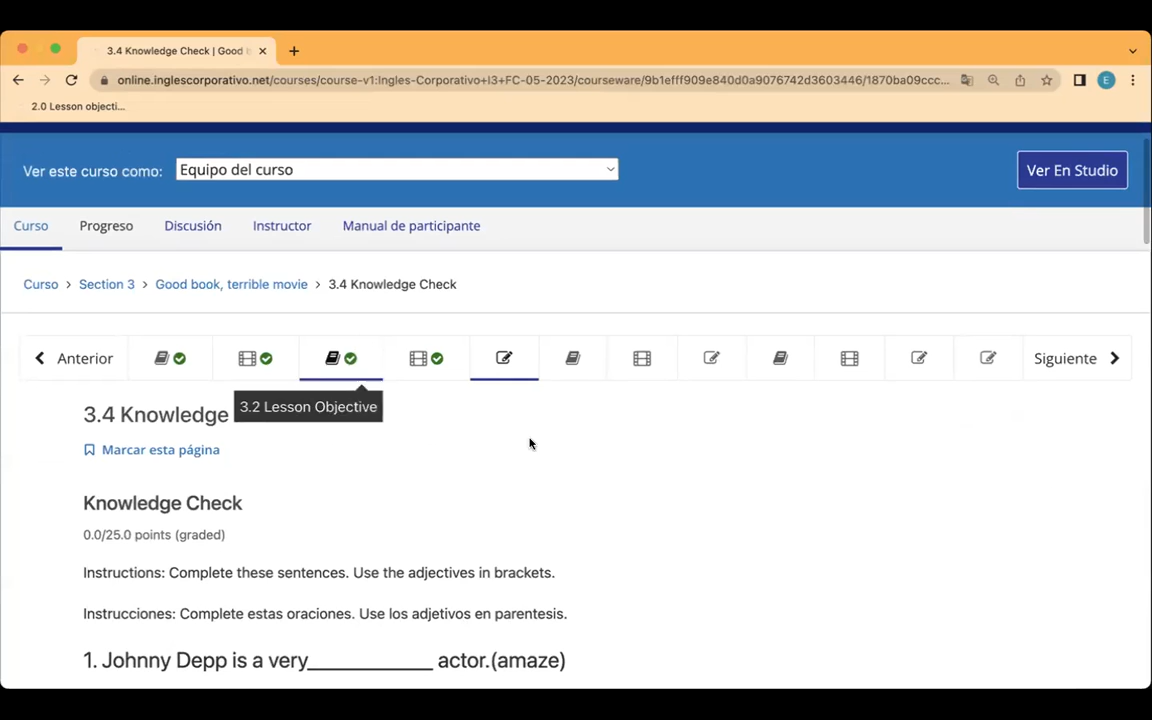 3.4 Knowledge Check | Good b
online.inglescorporativo.net/courses/course-v1:Ingles-Corporativo+I3+FC-05-2023/courseware/9b1efff909e840d0a9076742d3603446/1870ba09ccc...
E
2.0 Lesson objecti...
Ver este curso como:
Equipo del curso
Ver En Studio
Curso
Progreso
Discusión
Instructor
Manual de participante
Curso > Section 3 > Good book, terrible movie > 3.4 Knowledge Check
Anterior
Siguiente
3.2 Lesson Objective
3.4 Knowledge
Marcar esta página
Knowledge Check
0.0/25.0 points (graded)
Instructions: Complete these sentences. Use the adjectives in brackets.
Instrucciones: Complete estas oraciones. Use los adjetivos en parentesis.
1. Johnny Depp is a very____________ actor.(amaze)